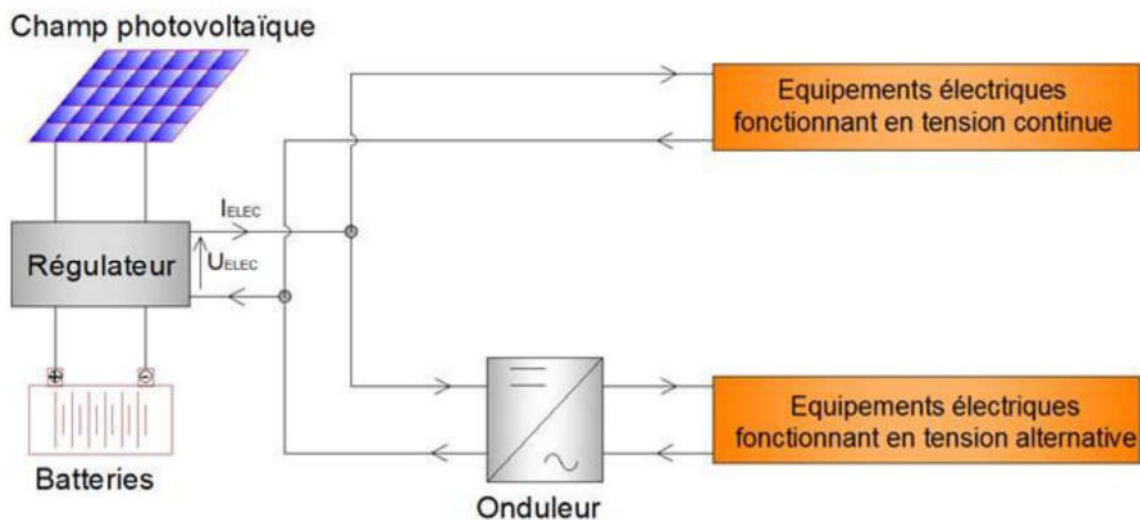 Champ photovoltaïque
Equipements électriques
fonctionnant en tension continue
IELEC
Régulateur
UELEC
Equipements électriques
fonctionnant en tension alternative
Batteries
Onduleur